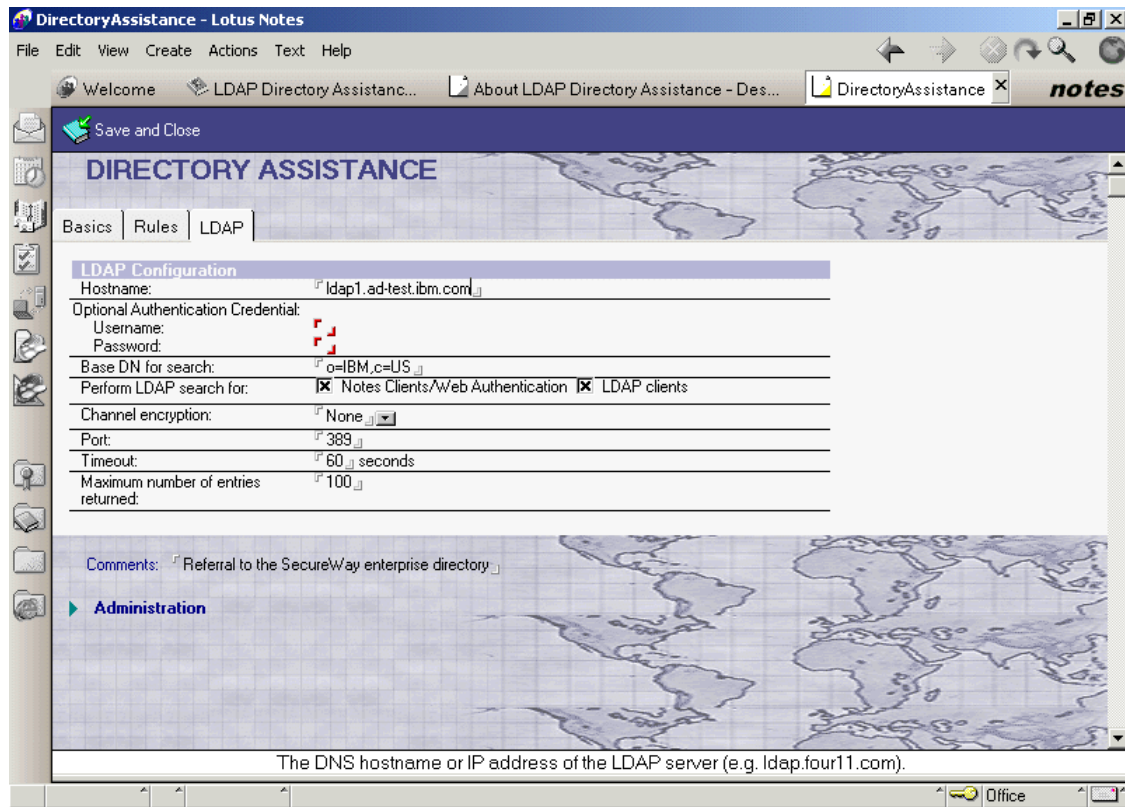 DirectoryAssistance - Lotus Notes
File Edit View Create Actions Text Help
Welcome LDAP Directory Assistanc... About LDAP Directory Assistance - Des... DirectoryAssistance notes
Save and Close
DIRECTORY ASSISTANCE
Basics Rules LDAP
LDAP Configuration
Hostname: ldap1.ad-test.ibm.com
Optional Authentication Credential:
Username:
Password:
Base DN for search: o=IBM,c=US
Perform LDAP search for: Notes Clients/Web Authentication LDAP clients
Channel encryption: None
Port: 389
Timeout: 60 seconds
Maximum number of entries returned: 100
Comments: Referral to the SecureWay enterprise directory
Administration
The DNS hostname or IP address of the LDAP server (e.g. ldap.four11.com).
Office